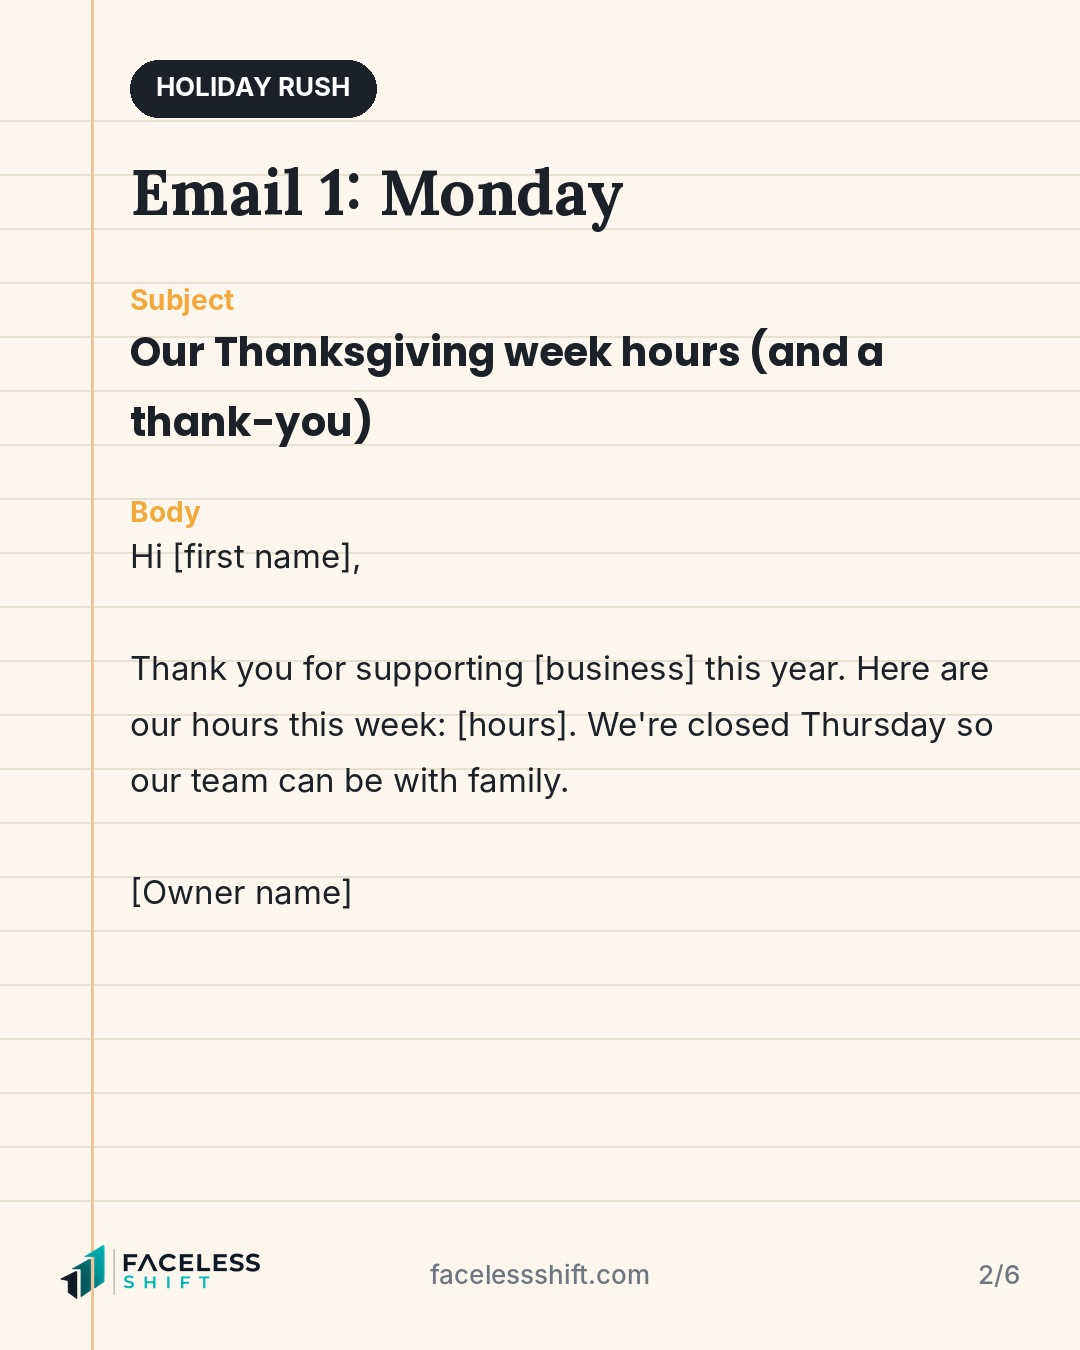 HOLIDAY RUSH
Email 1: Monday
Subject
Our Thanksgiving week hours (and a
thank-you)
Body
Hi [first name],
Thank you for supporting [business] this year. Here are
our hours this week: [hours]. We're closed Thursday so
our team can be with family.
[Owner name]
FACELESS
SHIFT
facelessshift.com
2/6